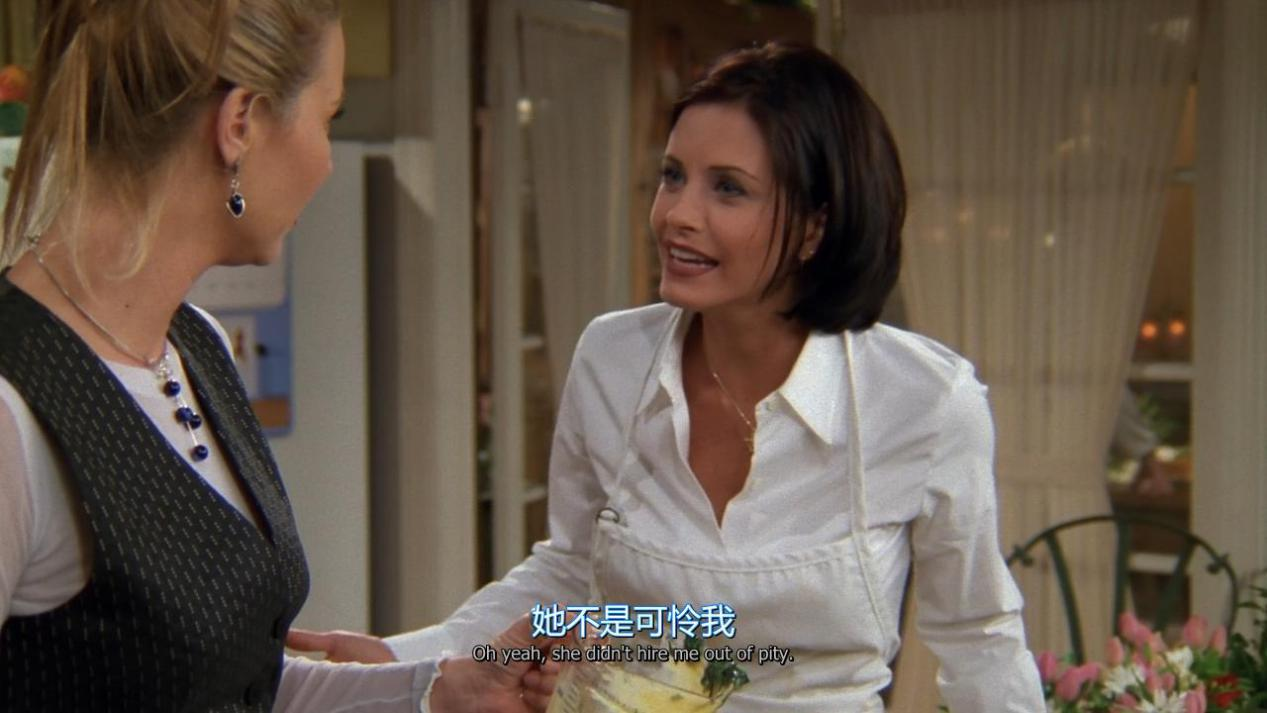 她不是可怜我
Oh yeah, she didn't hire me out of pity.